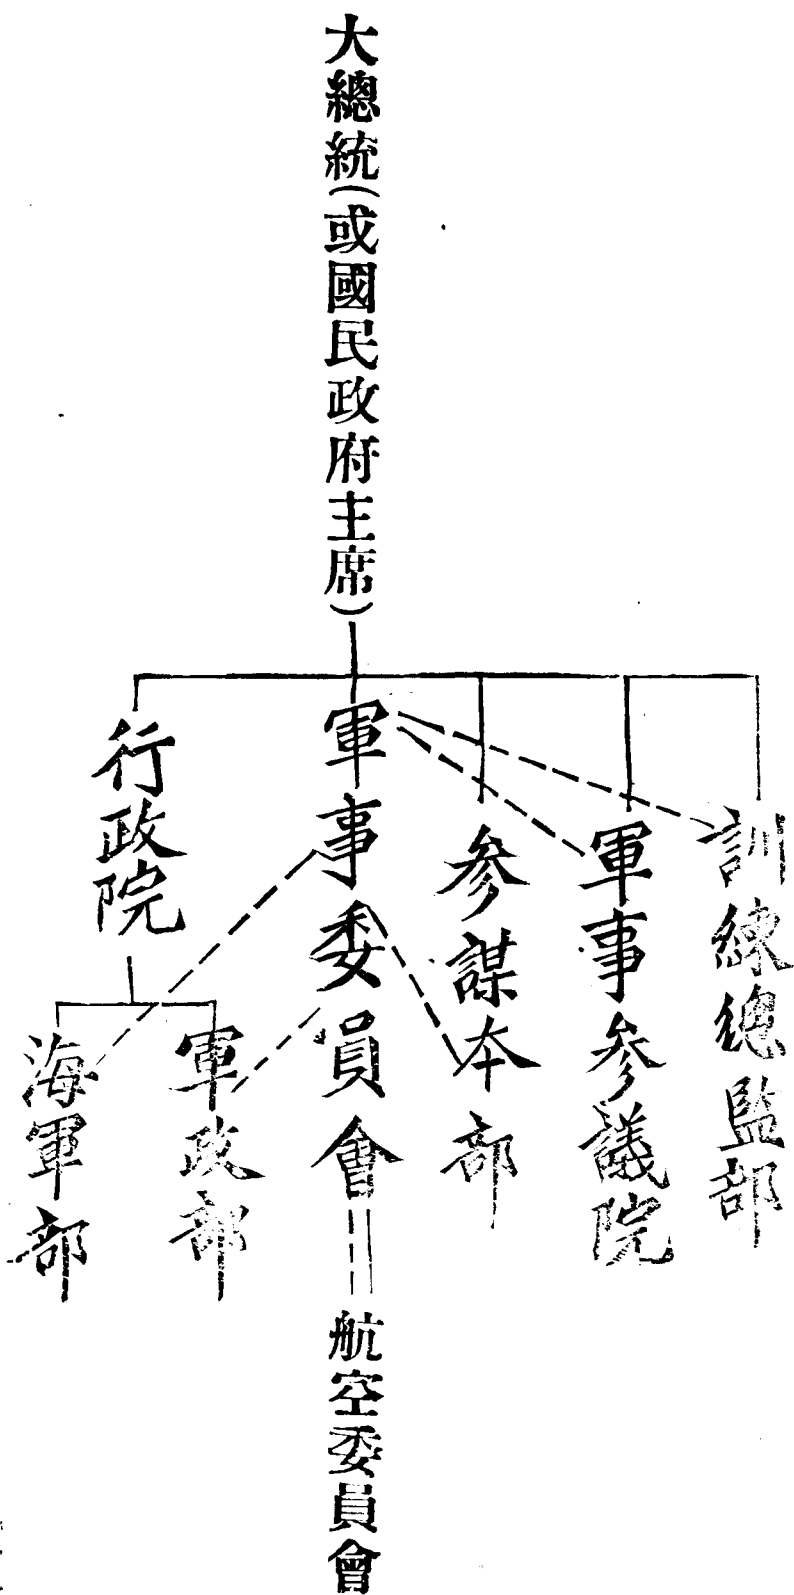 大總統(或國民政府主席)
訓練總監部
軍事參議院
參謀本部
軍事委員會
行政院
軍政部
海軍部
航空委員會